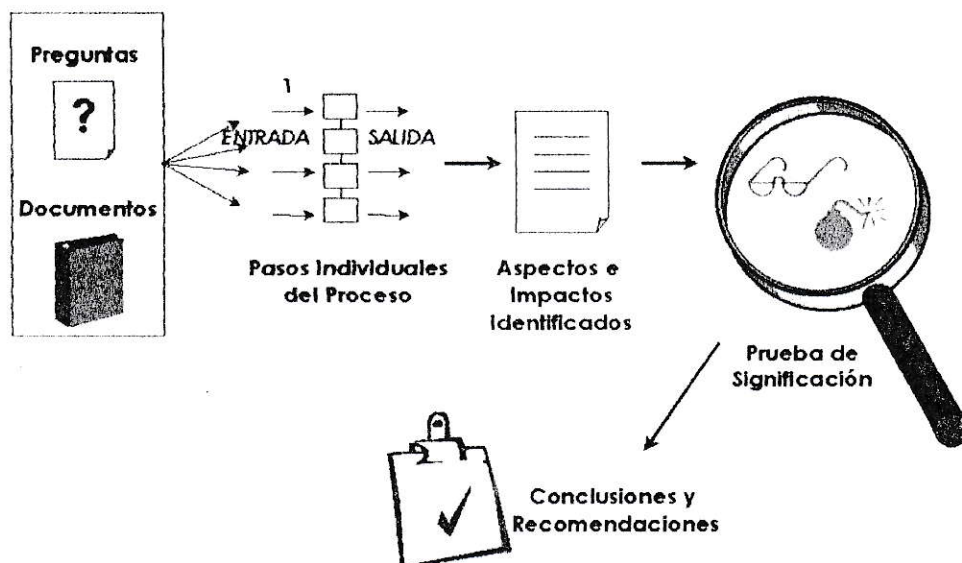 Preguntas
?
Documentos
1
ENTRADA
SALIDA
Pasos Individuales
del Proceso
Aspectos e
Impactos
Identificados
Prueba de
Significación
Conclusiones y
Recomendaciones